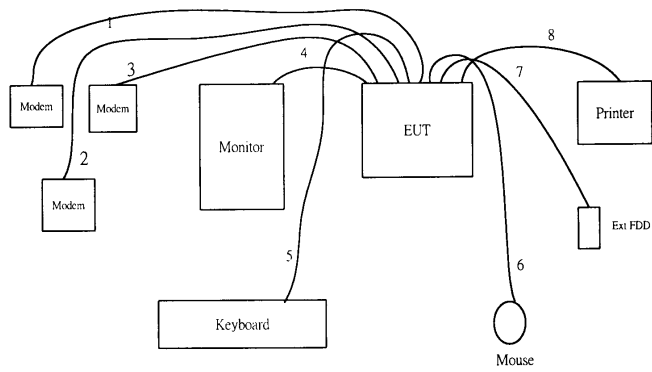 1
8
3
4
7
Modem
Modem
EUT
Printer
Monitor
2
Modem
Ext FDD
5
6
Keyboard
Mouse